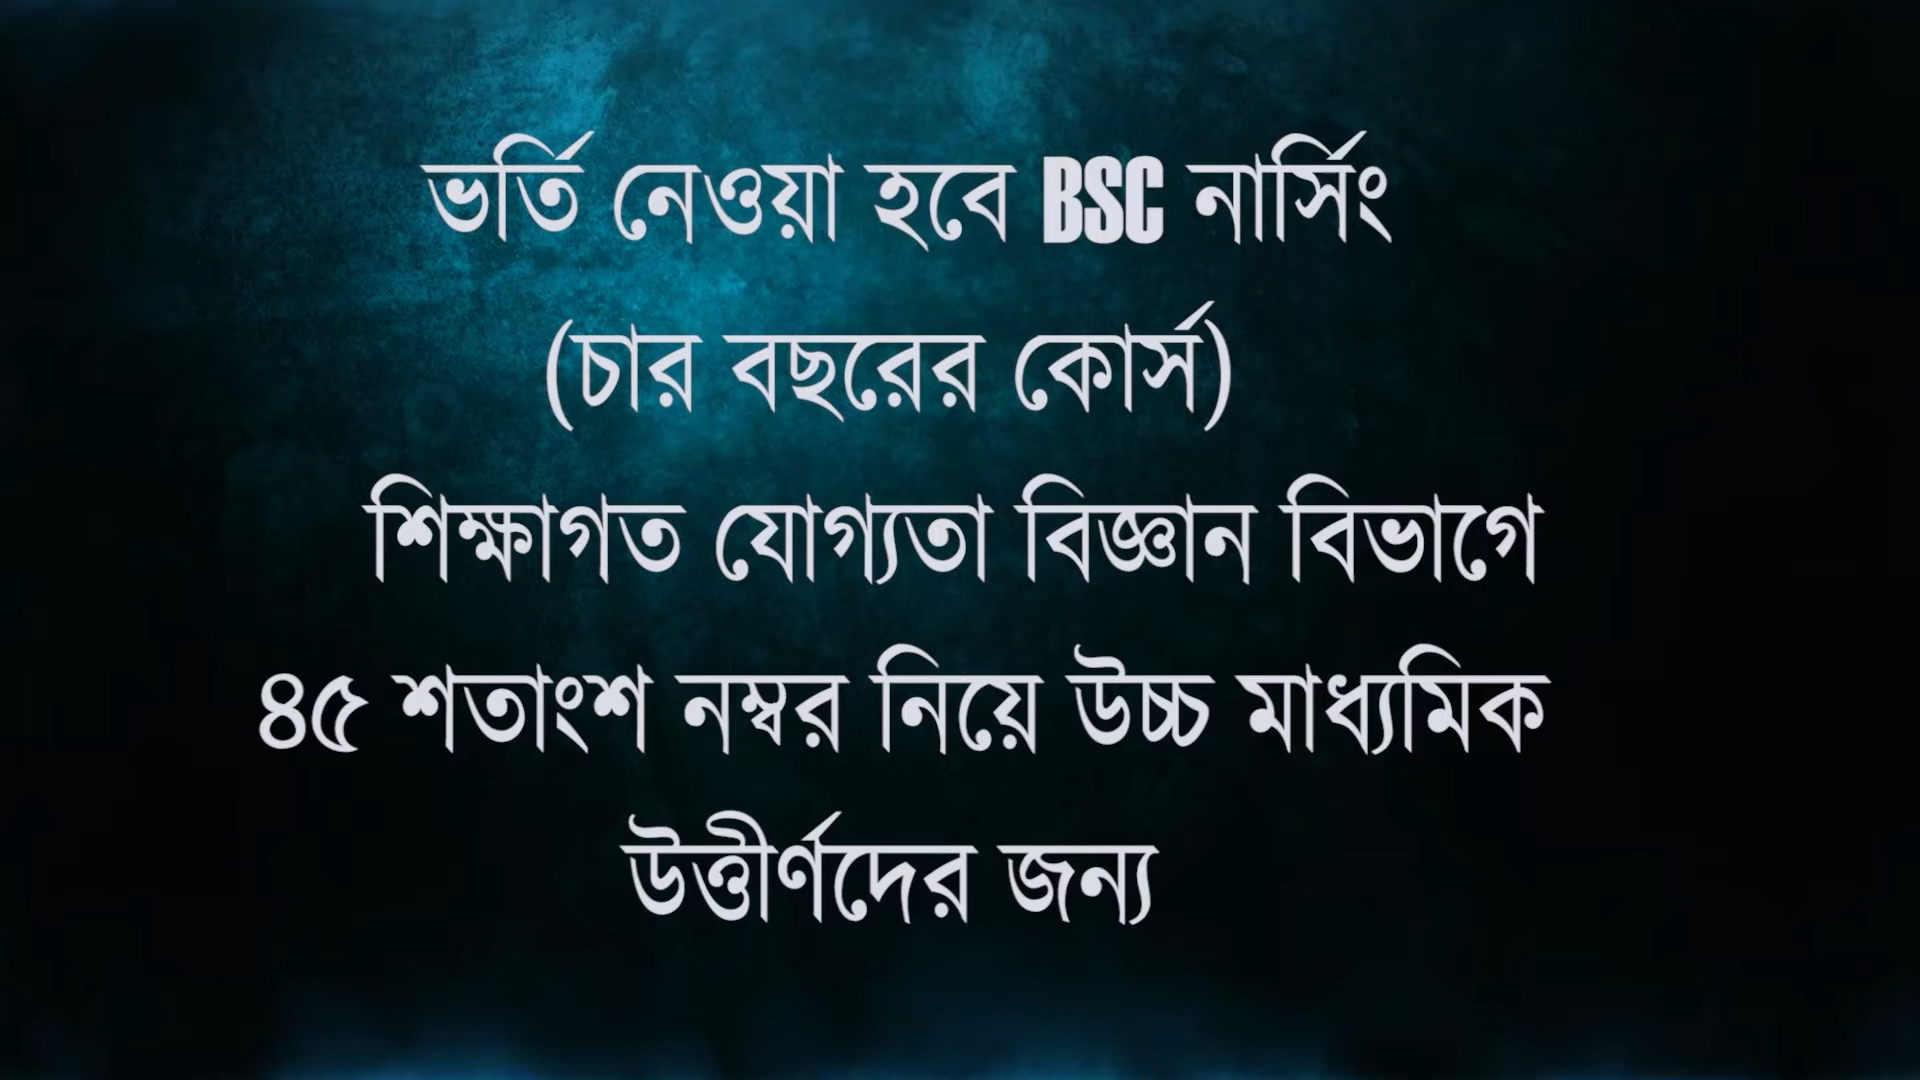 ভর্তি নেওয়া হবে BSC নার্সিং
(চার বছরের কোর্স)
শিক্ষাগত যোগ্যতা বিজ্ঞান বিভাগে
৪৫ শতাংশ নম্বর নিয়ে উচ্চ মাধ্যমিক
উত্তীর্ণদের জন্য